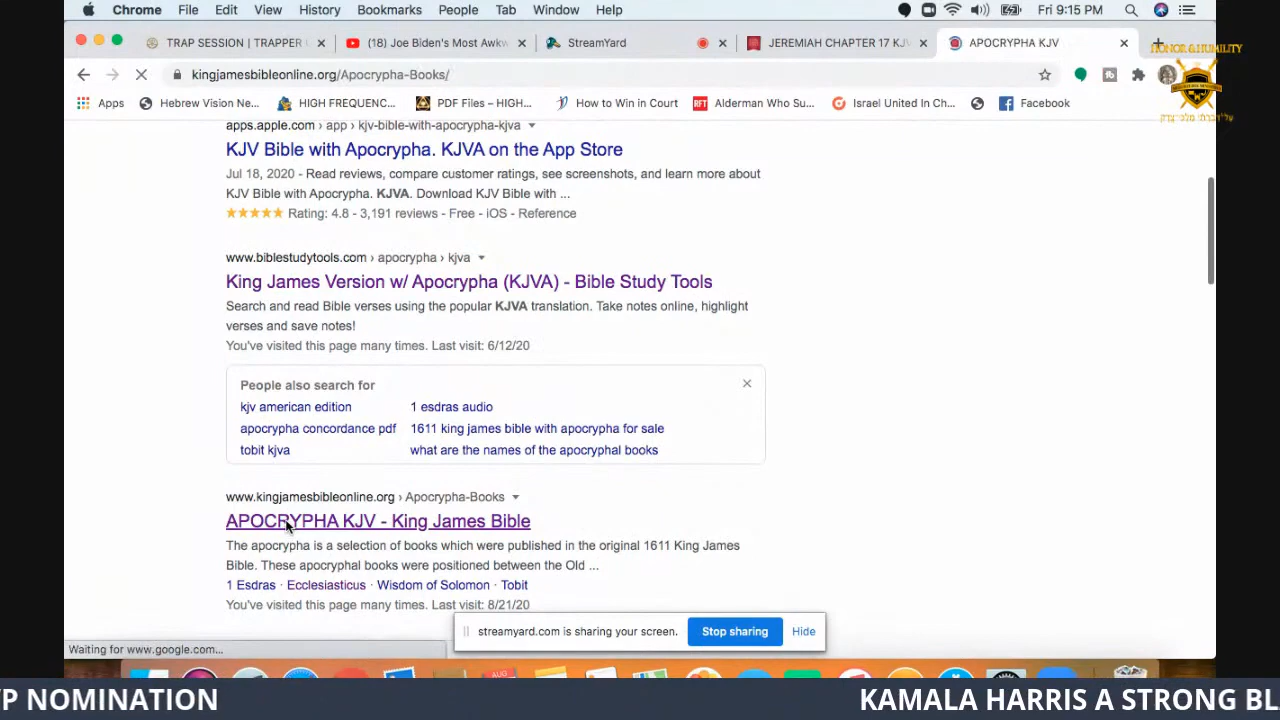 Chrome File Edit View History Bookmarks People Tab Window Help Fri 9:15 PM
TRAP SESSION | TRAPPER × (18) Joe Biden's Most Awkw × StreamYard × JEREMIAH CHAPTER 17 KJV × APOCRYPHA KJV ×
HONOR & HUMILITY
kingjamesbibleonline.org/Apocrypha-Books/
Apps Hebrew Vision Ne... HIGH FREQUENC... PDF Files – HIGH... How to Win in Court RFT Alderman Who Su... Israel United In Ch... Facebook
apps.apple.com › app › kjv-bible-with-apocrypha-kjva
KJV Bible with Apocrypha. KJVA on the App Store
Jul 18, 2020 - Read reviews, compare customer ratings, see screenshots, and learn more about
KJV Bible with Apocrypha. KJVA. Download KJV Bible with ...
Rating: 4.8 - 3,191 reviews - Free - iOS - Reference
www.biblestudytools.com › apocrypha › kjva
King James Version w/ Apocrypha (KJVA) - Bible Study Tools
Search and read Bible verses using the popular KJVA translation. Take notes online, highlight
verses and save notes!
You've visited this page many times. Last visit: 6/12/20
People also search for
kjv american edition 1 esdras audio
apocrypha concordance pdf 1611 king james bible with apocrypha for sale
tobit kjva what are the names of the apocryphal books
www.kingjamesbibleonline.org › Apocrypha-Books
APOCRYPHA KJV - King James Bible
The apocrypha is a selection of books which were published in the original 1611 King James
Bible. These apocryphal books were positioned between the Old ...
1 Esdras · Ecclesiasticus · Wisdom of Solomon · Tobit
You've visited this page many times. Last visit: 8/21/20
streamyard.com is sharing your screen. Stop sharing Hide
Waiting for www.google.com...
AUG
P NOMINATION KAMALA HARRIS A STRONG BL